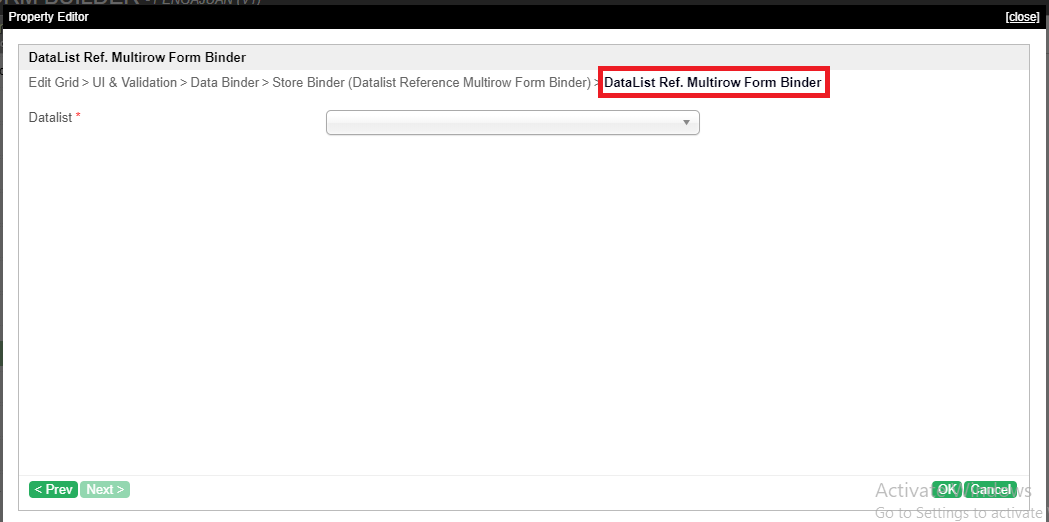 Property Editor
[close]
DataList Ref. Multirow Form Binder
Edit Grid > UI & Validation > Data Binder > Store Binder (Datalist Reference Multirow Form Binder) > DataList Ref. Multirow Form Binder
Datalist *
< Prev
Next >
OK
Cancel
Activate Windows
Go to Settings to activate